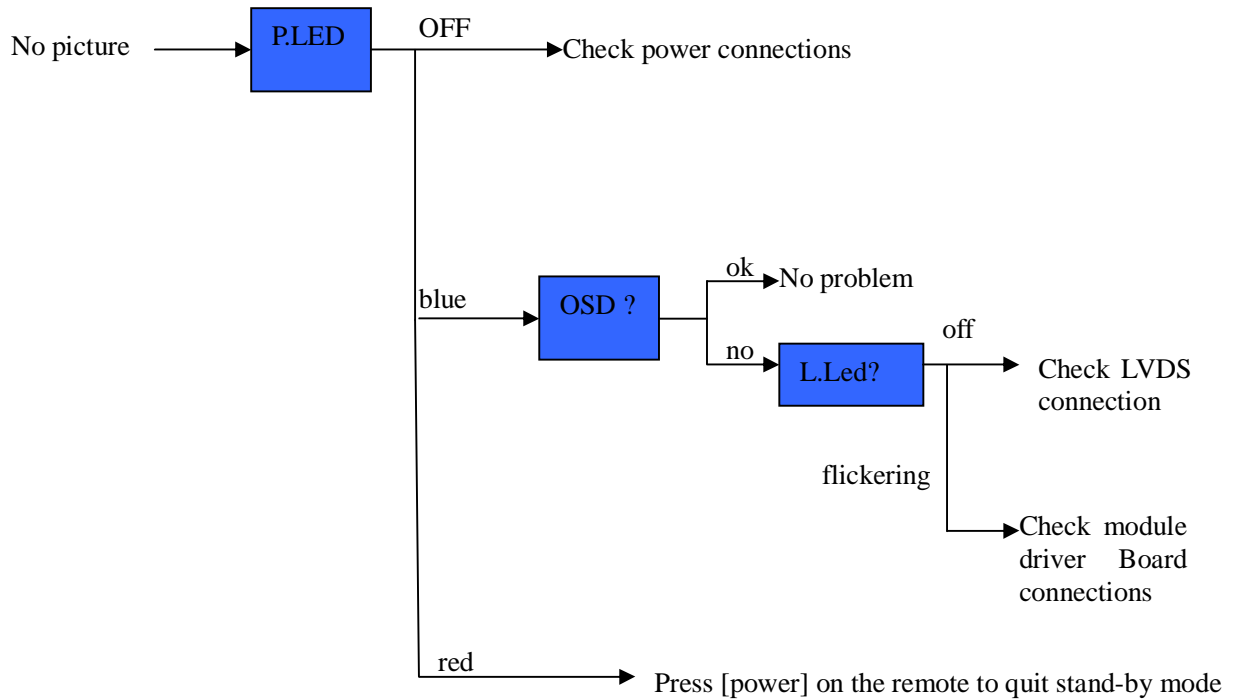 No picture
P.LED
OFF
Check power connections
blue
OSD ?
ok
No problem
no
L.Led?
off
Check LVDS
connection
flickering
Check module
driver Board
connections
red
Press [power] on the remote to quit stand-by mode